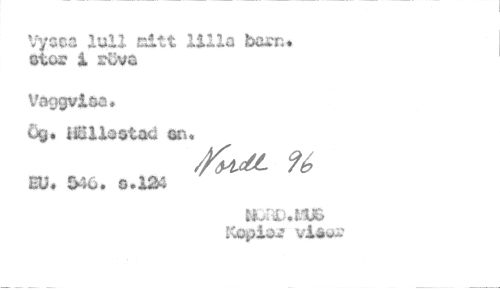 Vyssa lull mitt lilla barn.
stor i röva
Vaggvisa.
Ög. Hällestad sn.
Nordl 96
EU. 546. s.124
NORD.MUS
Kopior visor